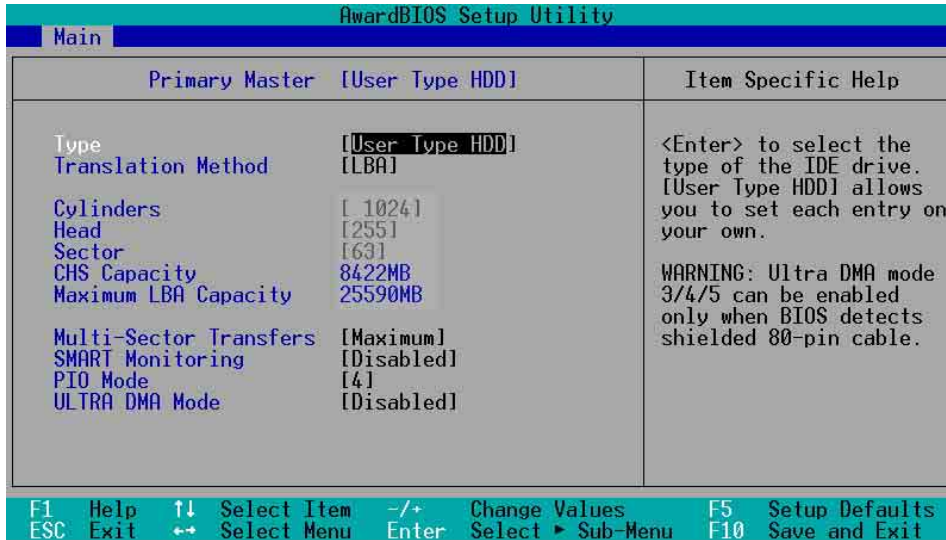 AwardBIOS Setup Utility
Main
Primary Master [User Type HDD]
Item Specific Help
Type [User Type HDD]
Translation Method [LBA]
Cylinders [ 1024]
Head [255]
Sector [63]
CHS Capacity 8422MB
Maximum LBA Capacity 25590MB
Multi-Sector Transfers [Maximum]
SMART Monitoring [Disabled]
PIO Mode [4]
ULTRA DMA Mode [Disabled]
<Enter> to select the
type of the IDE drive.
[User Type HDD] allows
you to set each entry on
your own.
WARNING: Ultra DMA mode
3/4/5 can be enabled
only when BIOS detects
shielded 80-pin cable.
F1 Help ↑↓ Select Item -/+ Change Values F5 Setup Defaults
ESC Exit ←→ Select Menu Enter Select ► Sub-Menu F10 Save and Exit